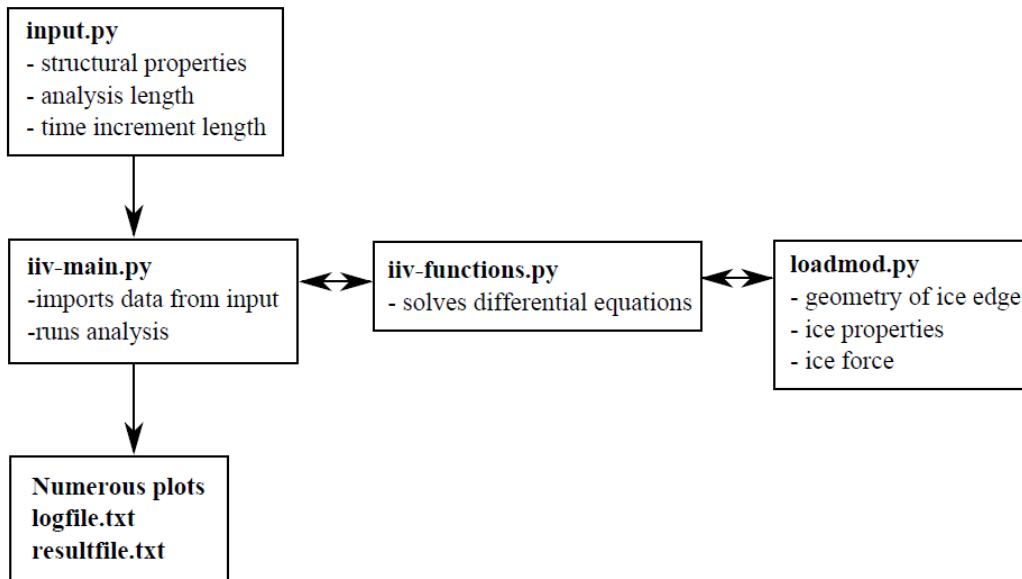 input.py
- structural properties
- analysis length
- time increment length
iiv-main.py
-imports data from input
-runs analysis
iiv-functions.py
- solves differential equations
loadmod.py
- geometry of ice edge
- ice properties
- ice force
Numerous plots
logfile.txt
resultfile.txt